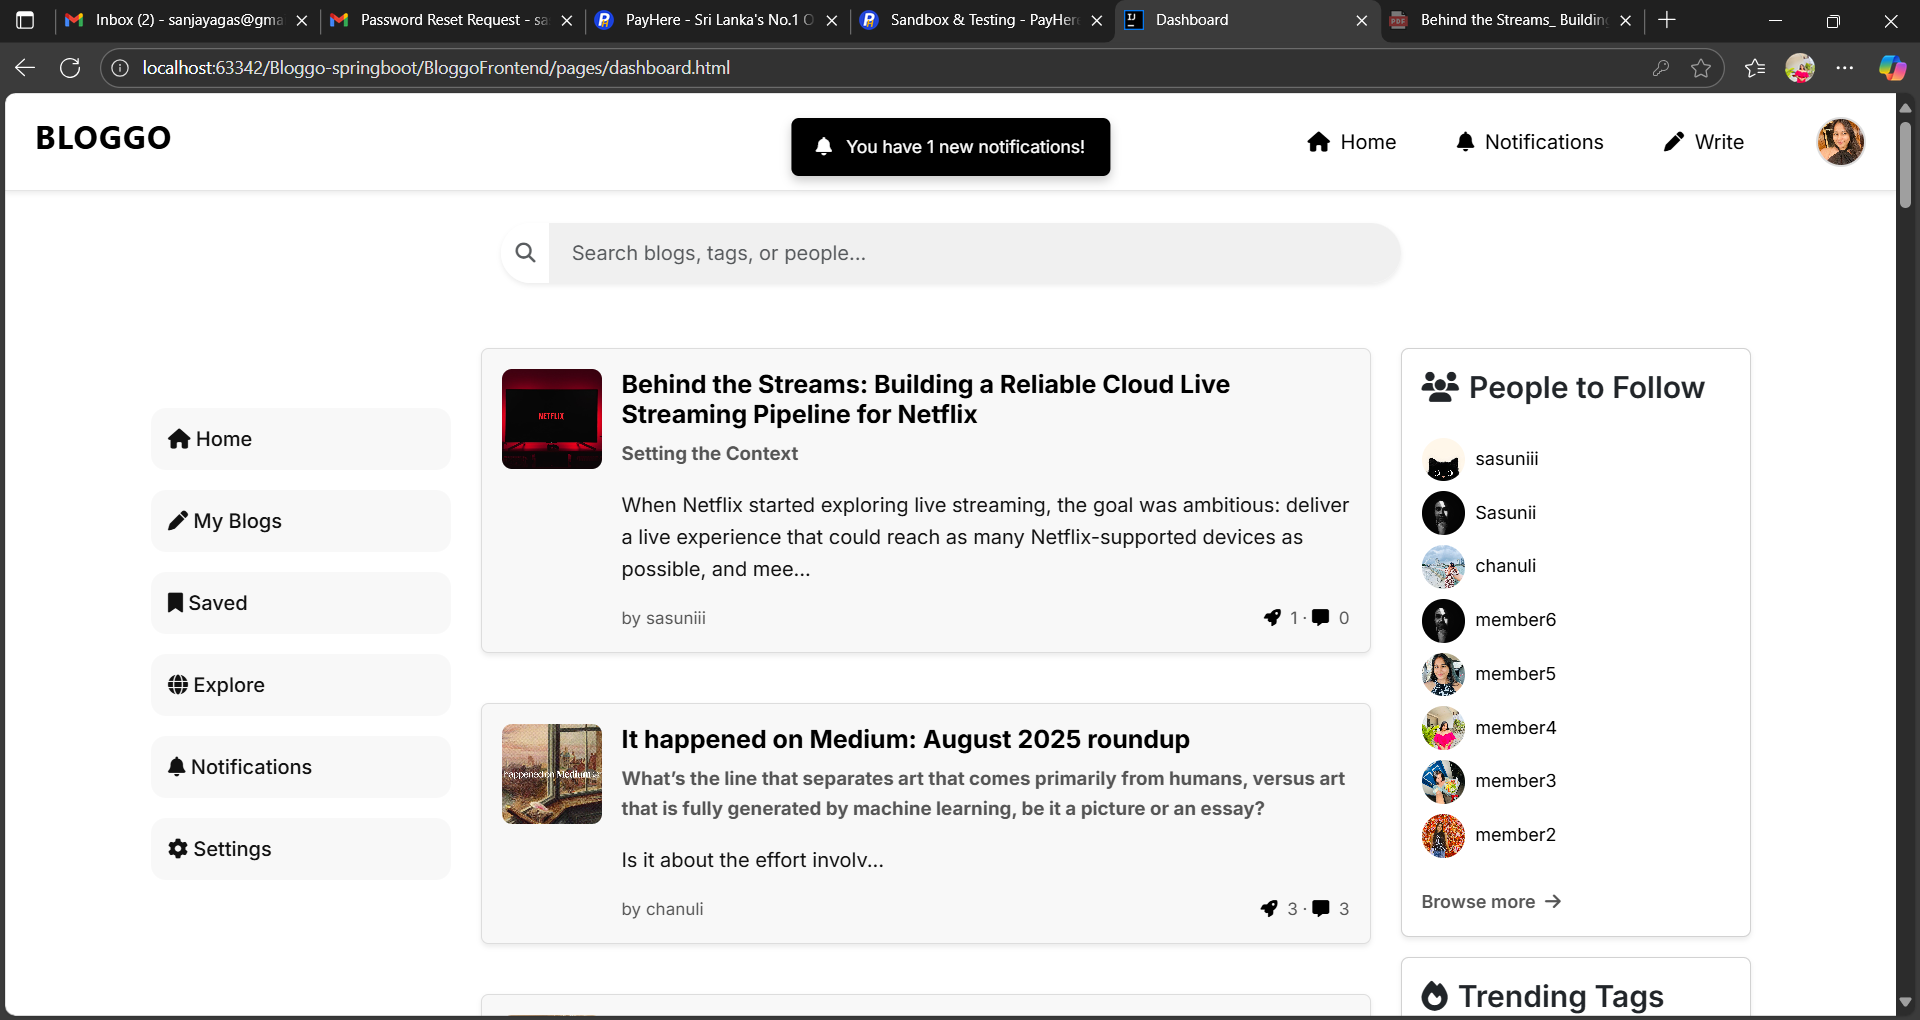 Inbox (2) - sanjayagas@gma
Password Reset Request - sa
PayHere - Sri Lanka's No.1 O
Sandbox & Testing - PayHere
Dashboard
Behind the Streams_ Building
localhost:63342/Bloggo-springboot/BloggoFrontend/pages/dashboard.html
BLOGGO
You have 1 new notifications!
Home
Notifications
Write
Search blogs, tags, or people...
Home
My Blogs
Saved
Explore
Notifications
Settings
NETFLIX
Behind the Streams: Building a Reliable Cloud Live
Streaming Pipeline for Netflix
Setting the Context
When Netflix started exploring live streaming, the goal was ambitious: deliver
a live experience that could reach as many Netflix-supported devices as
possible, and mee...
by sasuniii
1 · 0
happened on Medium
It happened on Medium: August 2025 roundup
What’s the line that separates art that comes primarily from humans, versus art
that is fully generated by machine learning, be it a picture or an essay?
Is it about the effort involv...
by chanuli
3 · 3
People to Follow
sasuniii
Sasunii
chanuli
member6
member5
member4
member3
member2
Browse more →
Trending Tags